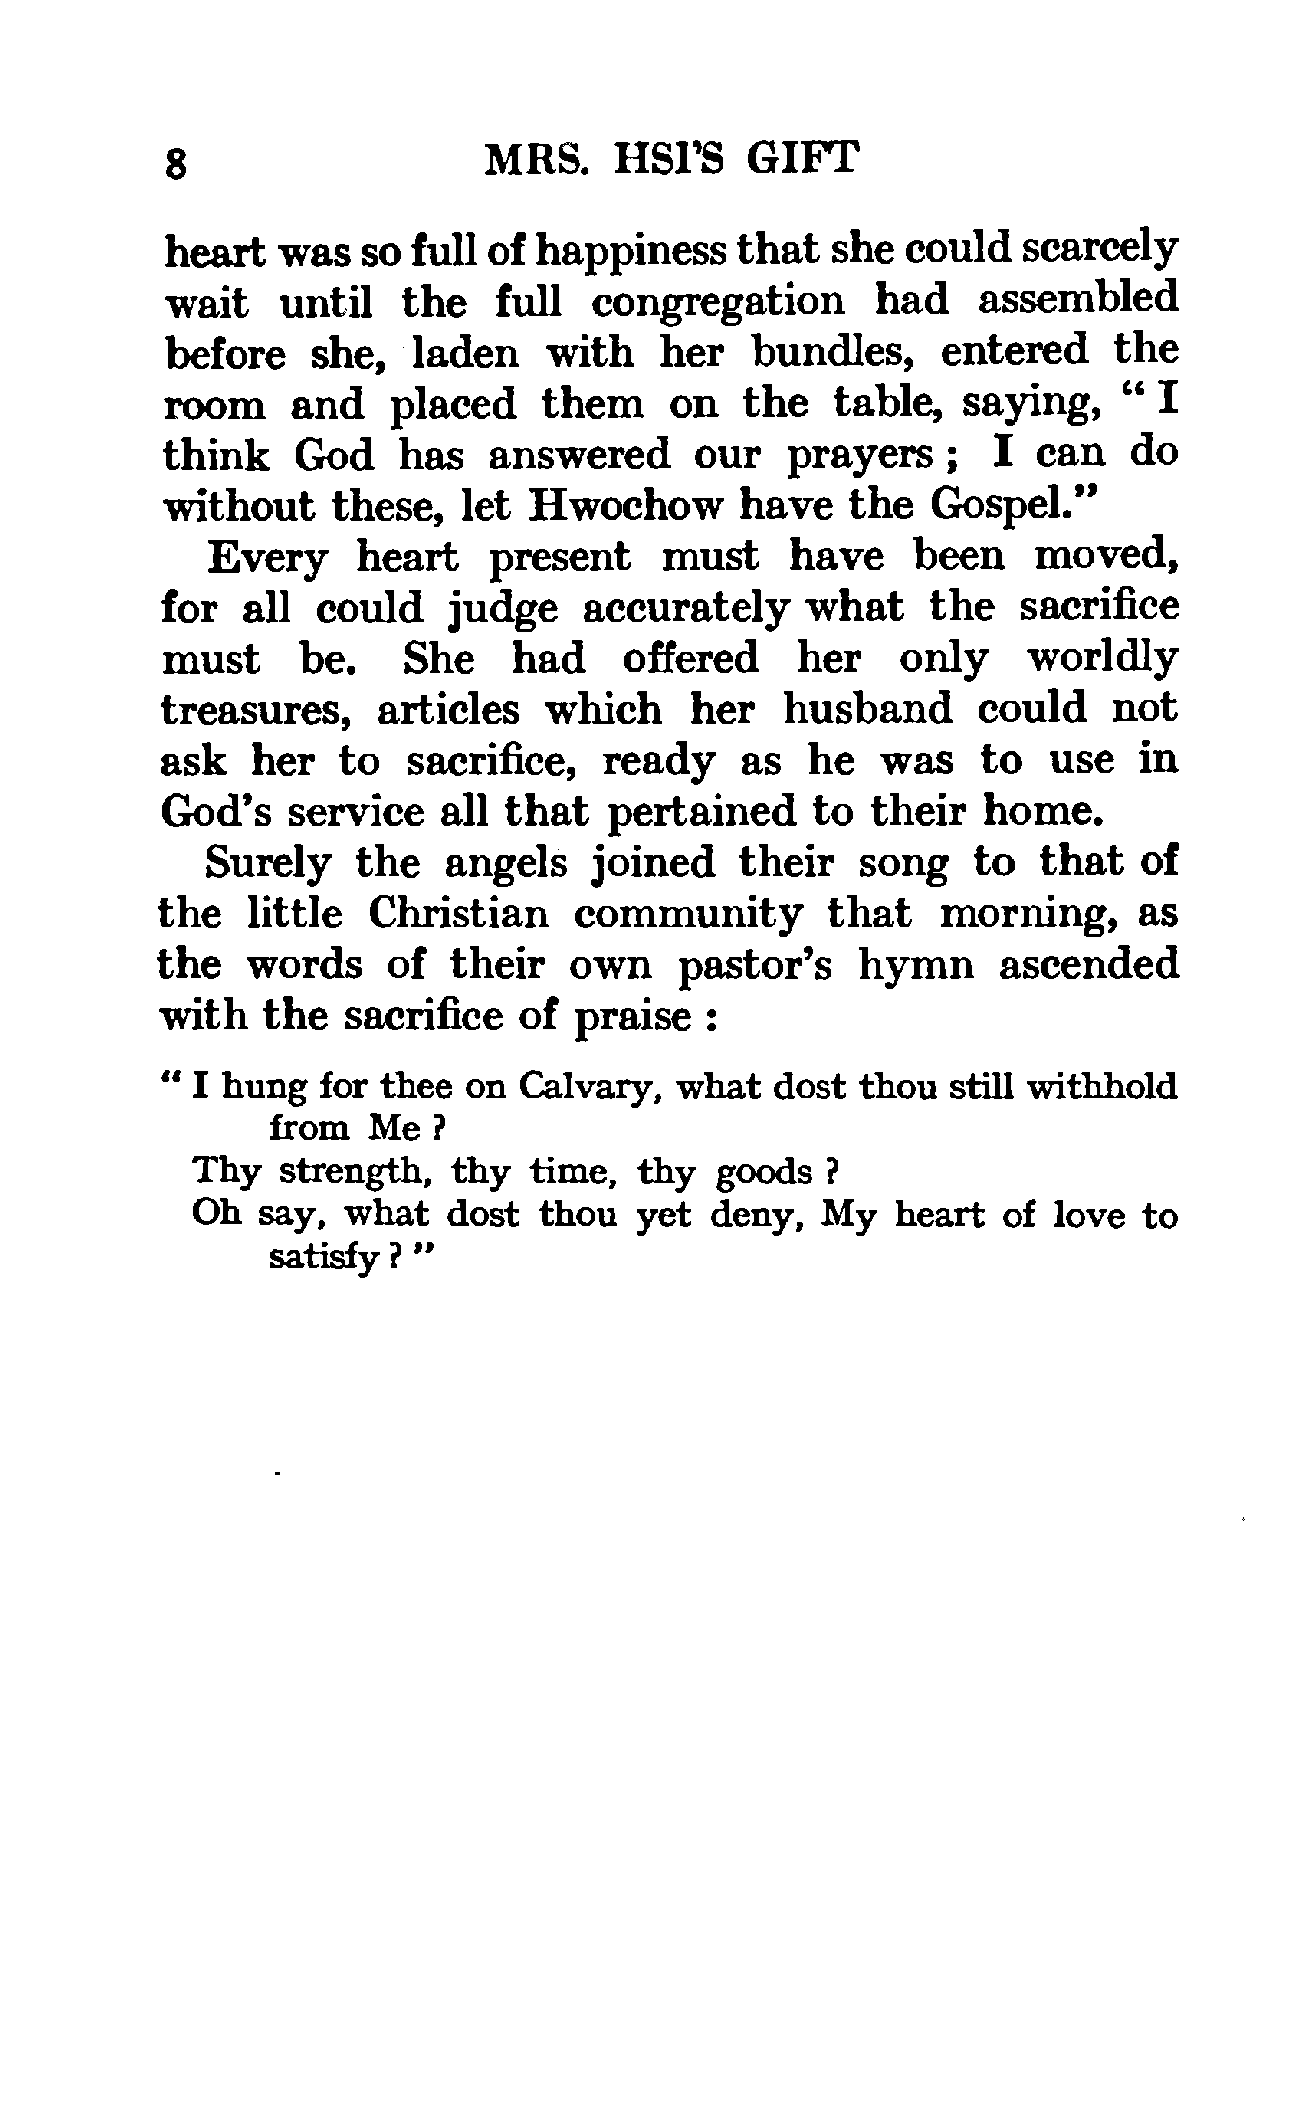 8 MRS. HSI'S GIFT
heart was so full of happiness that she could scarcely
wait until the full congregation had assembled
before she, laden with her bundles, entered the
room and placed them on the table, saying, “ I
think God has answered our prayers ; I can do
without these, let Hwochow have the Gospel.”
Every heart present must have been moved,
for all could judge accurately what the sacrifice
must be. She had offered her only worldly
treasures, articles which her husband could not
ask her to sacrifice, ready as he was to use in
God's service all that pertained to their home.
Surely the angels joined their song to that of
the little Christian community that morning, as
the words of their own pastor's hymn ascended
with the sacrifice of praise :
“ I hung for thee on Calvary, what dost thou still withhold
from Me ?
Thy strength, thy time, thy goods ?
Oh say, what dost thou yet deny, My heart of love to
satisfy ? ”